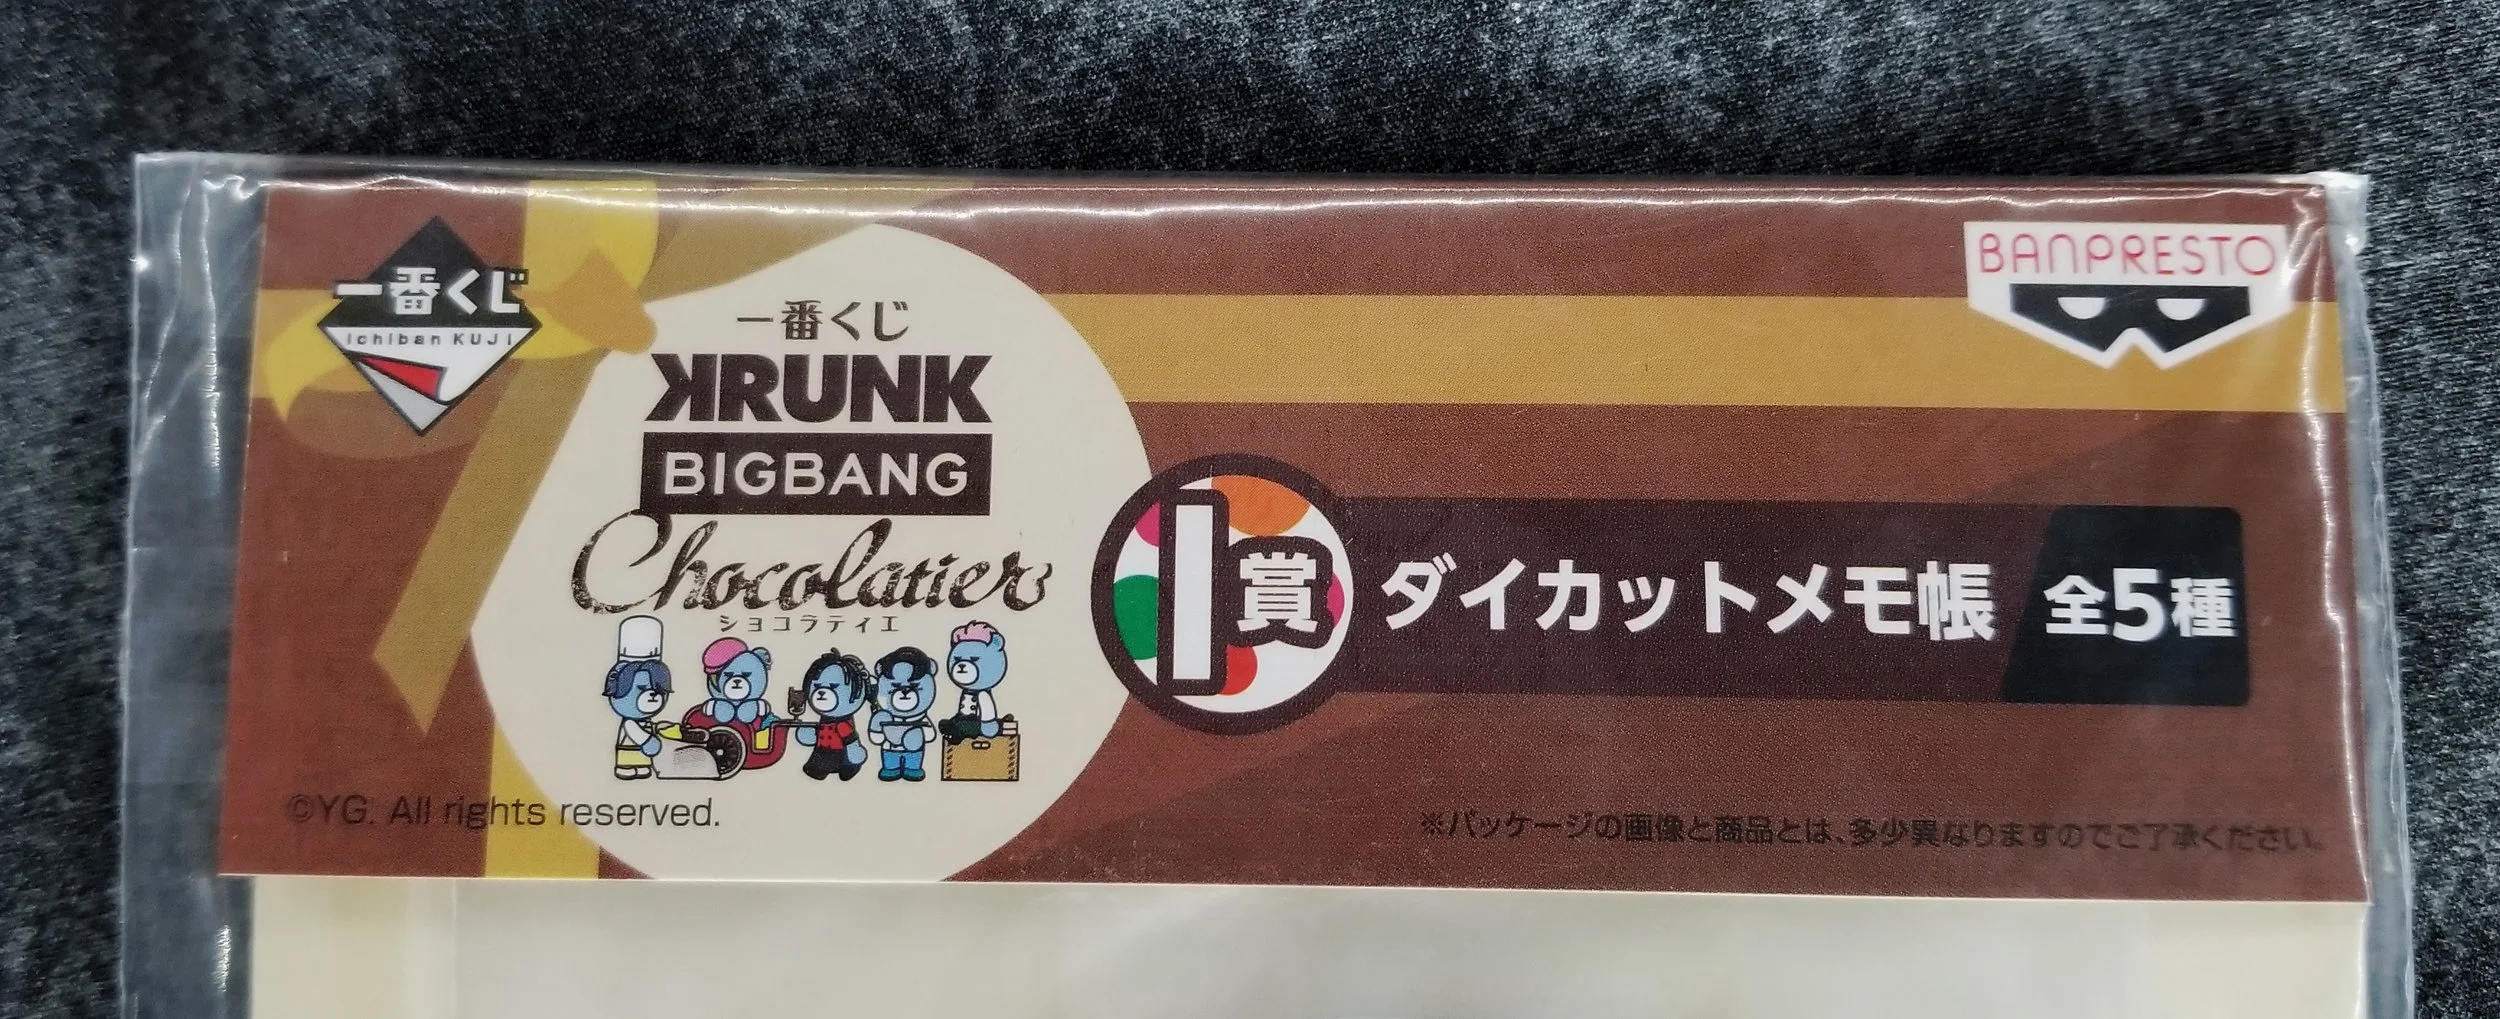 一番くじ
Ichiban KUJI
一番くじ
KRUNK
BIGBANG
Chocolatier
ショコラティエ
©YG. All rights reserved.
BANPRESTO
I賞 ダイカットメモ帳 全5種
※パッケージの画像と商品とは、多少異なりますのでご了承ください。